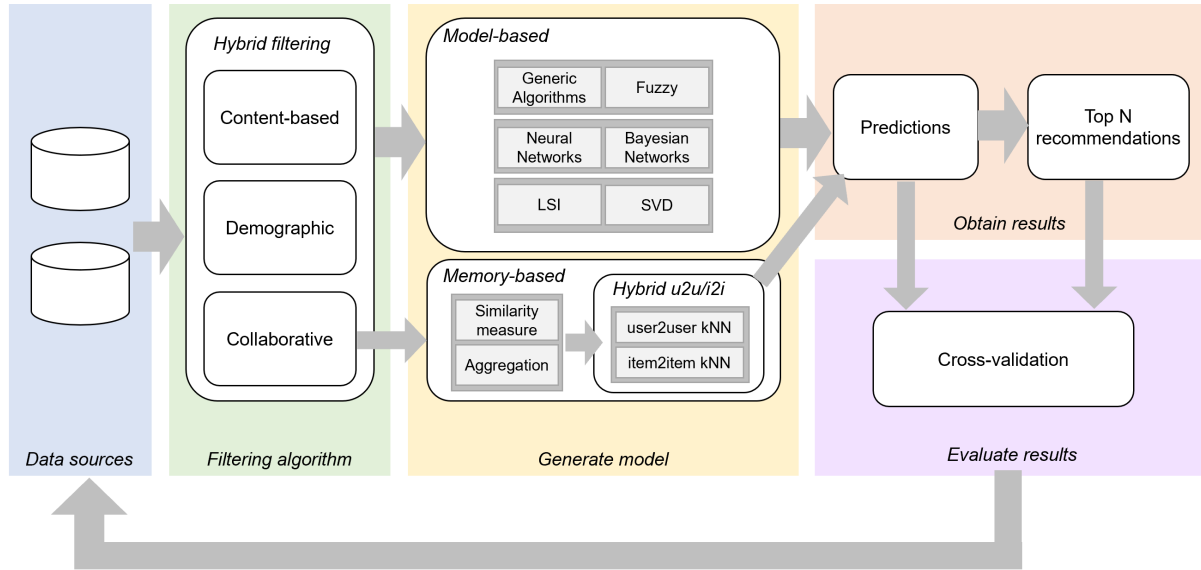 Hybrid filtering
Content-based
Demographic
Collaborative
Model-based
Generic
Algorithms
Fuzzy
Neural
Networks
Bayesian
Networks
LSI
SVD
Memory-based
Similarity
measure
Aggregation
Hybrid u2u/i2i
user2user kNN
item2item kNN
Predictions
Top N
recommendations
Obtain results
Cross-validation
Data sources
Filtering algorithm
Generate model
Evaluate results